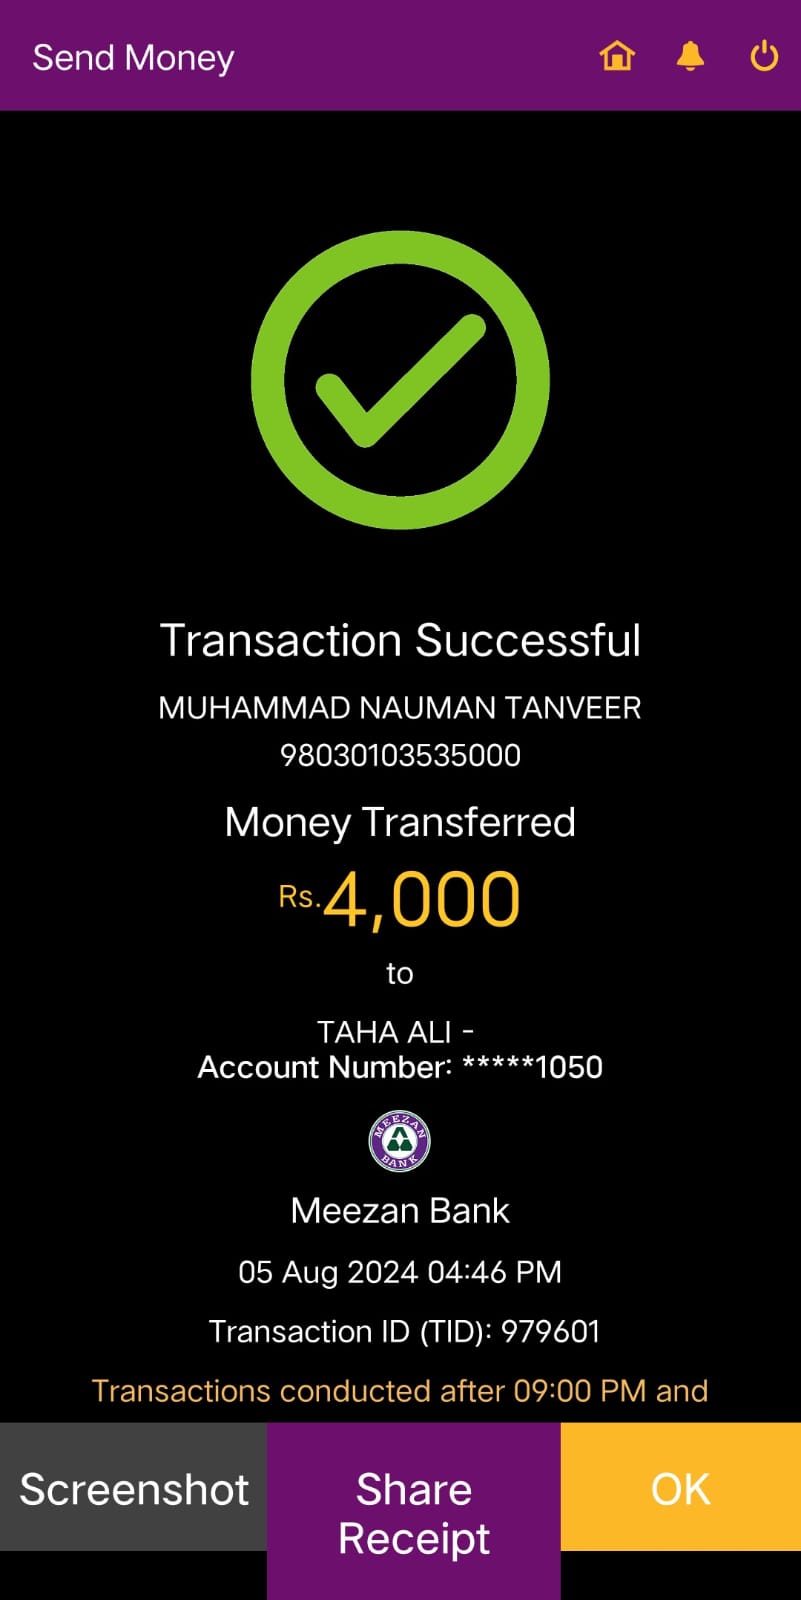 Send Money
Transaction Successful
MUHAMMAD NAUMAN TANVEER
98030103535000
Money Transferred
Rs.4,000
to
TAHA ALI -
Account Number: *****1050
MEEZAN
BANK
Meezan Bank
05 Aug 2024 04:46 PM
Transaction ID (TID): 979601
Transactions conducted after 09:00 PM and
Screenshot
Share
Receipt
OK